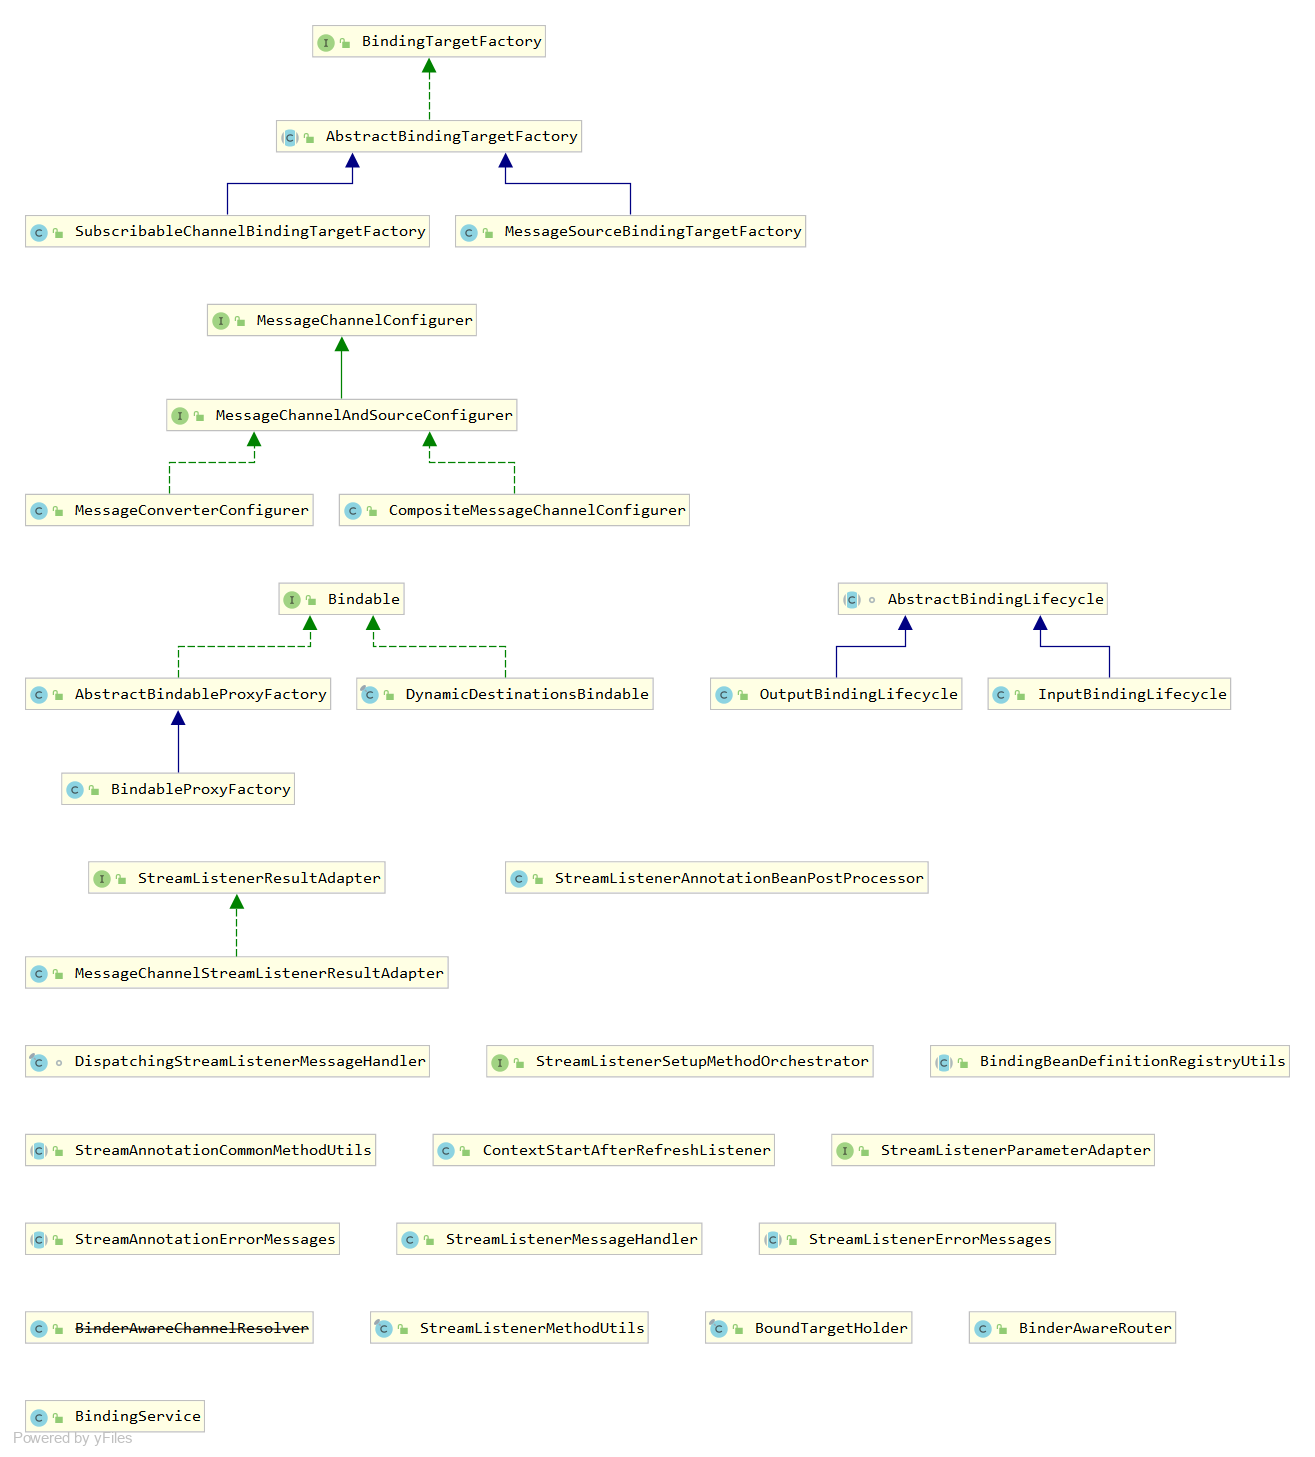 BindingTargetFactory
AbstractBindingTargetFactory
SubscribableChannelBindingTargetFactory
MessageSourceBindingTargetFactory
MessageChannelConfigurer
MessageChannelAndSourceConfigurer
MessageConverterConfigurer
CompositeMessageChannelConfigurer
Bindable
AbstractBindingLifecycle
AbstractBindableProxyFactory
DynamicDestinationsBindable
OutputBindingLifecycle
InputBindingLifecycle
BindableProxyFactory
StreamListenerResultAdapter
StreamListenerAnnotationBeanPostProcessor
MessageChannelStreamListenerResultAdapter
DispatchingStreamListenerMessageHandler
StreamListenerSetupMethodOrchestrator
BindingBeanDefinitionRegistryUtils
StreamAnnotationCommonMethodUtils
ContextStartAfterRefreshListener
StreamListenerParameterAdapter
StreamAnnotationErrorMessages
StreamListenerMessageHandler
StreamListenerErrorMessages
BinderAwareChannelResolver
StreamListenerMethodUtils
BoundTargetHolder
BinderAwareRouter
BindingService
Powered by yFiles